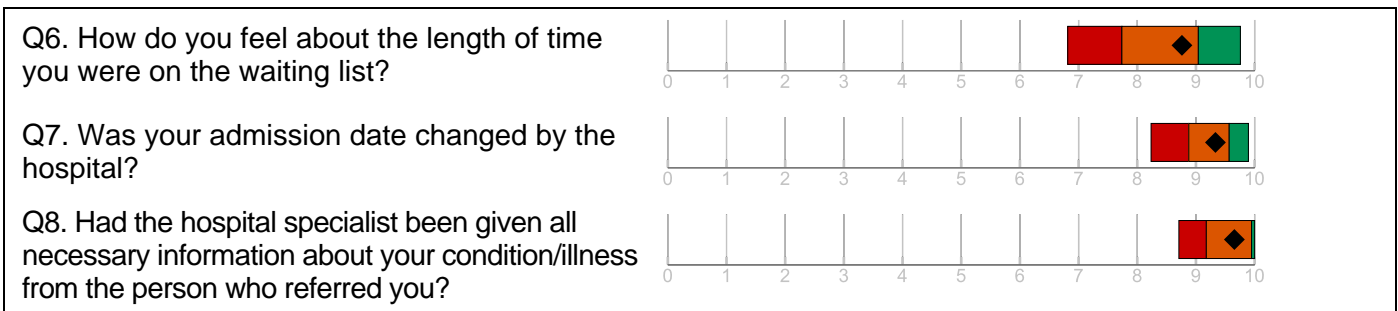 Q6. How do you feel about the length of time
you were on the waiting list?
0 1 2 3 4 5 6 7 8 9 10
Q7. Was your admission date changed by the
hospital?
0 1 2 3 4 5 6 7 8 9 10
Q8. Had the hospital specialist been given all
necessary information about your condition/illness
from the person who referred you?
0 1 2 3 4 5 6 7 8 9 10